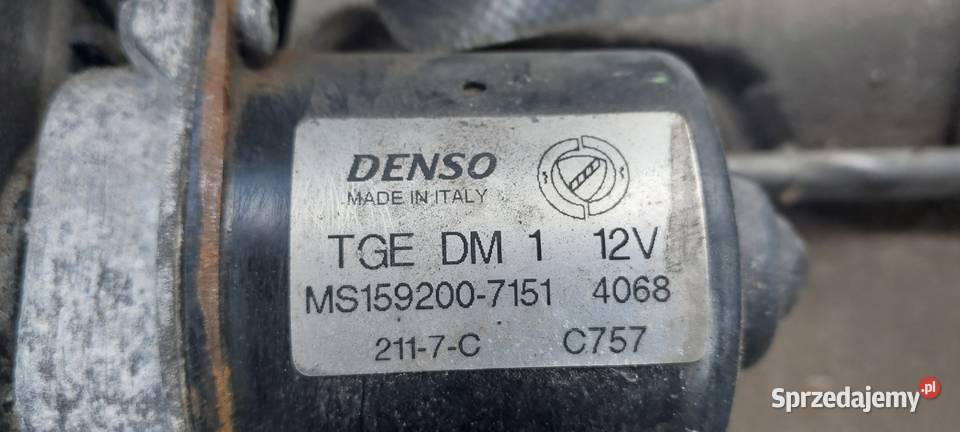 DENSO
MADE IN ITALY
TGE DM 1 12V
MS159200-7151 4068
211-7-C C757
Sprzedajemy.pl